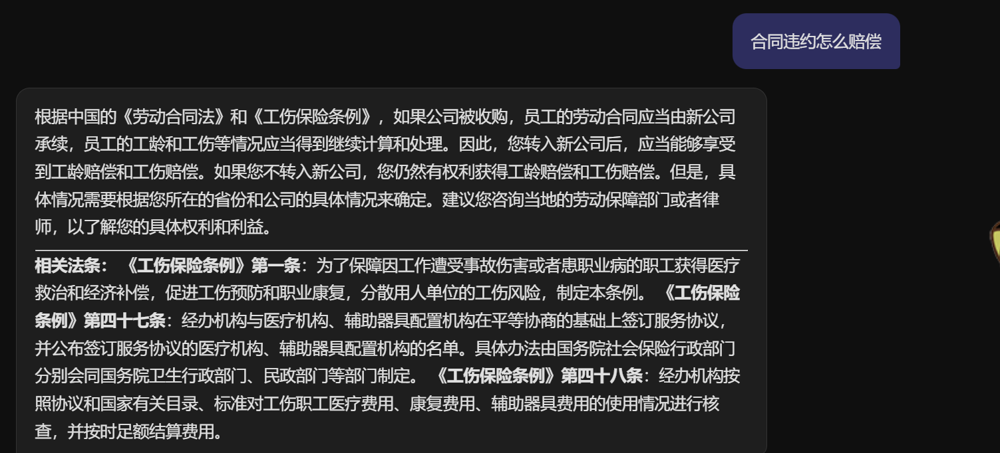 合同违约怎么赔偿
根据中国的《劳动合同法》和《工伤保险条例》，如果公司被收购，员工的劳动合同应当由新公司
承续，员工的工龄和工伤等情况应当得到继续计算和处理。因此，您转入新公司后，应当能够享受
到工龄赔偿和工伤赔偿。如果您不转入新公司，您仍然有权利获得工龄赔偿和工伤赔偿。但是，具
体情况需要根据您所在的省份和公司的具体情况来确定。建议您咨询当地的劳动保障部门或者律
师，以了解您的具体权利和利益。
相关法条： 《工伤保险条例》第一条：为了保障因工作遭受事故伤害或者患职业病的职工获得医疗
救治和经济补偿，促进工伤预防和职业康复，分散用人单位的工伤风险，制定本条例。 《工伤保险
条例》第四十七条：经办机构与医疗机构、辅助器具配置机构在平等协商的基础上签订服务协议，
并公布签订服务协议的医疗机构、辅助器具配置机构的名单。具体办法由国务院社会保险行政部门
分别会同国务院卫生行政部门、民政部门等部门制定。 《工伤保险条例》第四十八条：经办机构按
照协议和国家有关目录、标准对工伤职工医疗费用、康复费用、辅助器具费用的使用情况进行核
查，并按时足额结算费用。